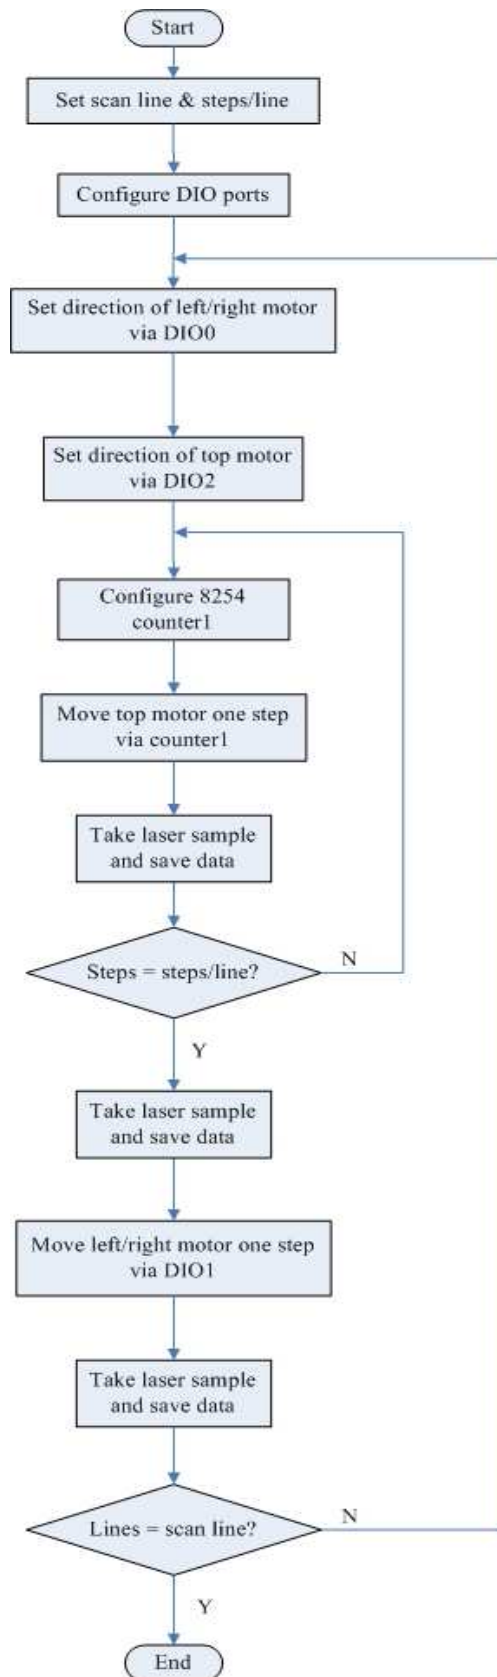 Start
Set scan line & steps/line
Configure DIO ports
Set direction of left/right motor
via DIO0
Set direction of top motor
via DIO2
Configure 8254
counter1
Move top motor one step
via counter1
Take laser sample
and save data
Steps = steps/line?
N
Y
Take laser sample
and save data
Move left/right motor one step
via DIO1
Take laser sample
and save data
Lines = scan line?
N
Y
End